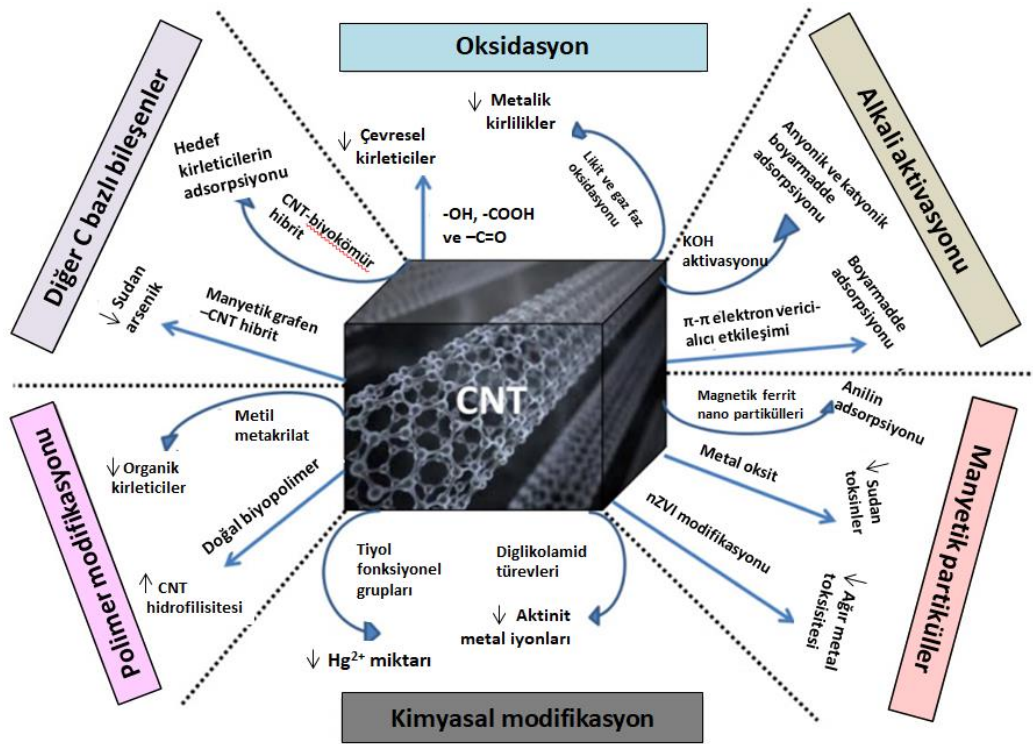 Oksidasyon
↓ Metalik
kirlilikler
↓ Çevresel
kirleticiler
-OH, -COOH
ve –C=O
Likit ve gaz faz
oksidasyonu
Alkali aktivasyonu
Anyonik ve katyonik
boyarmadde
adsorpsiyonu
KOH
aktivasyonu
π-π elektron verici-
alıcı etkileşimi
Boyarmadde
adsorpsiyonu
Diğer C bazlı bileşenler
Hedef
kirleticilerin
adsorpsiyonu
CNT-biyokömür
hibrit
↓ Sudan
arsenik
Manyetik grafen
–CNT hibrit
CNT
Polimer modifikasyonu
Metil
metakrilat
↓ Organik
kirleticiler
Doğal biyopolimer
↑ CNT
hidrofilisitesi
Manyetik partiküller
Magnetik ferrit
nano partikülleri
Anilin
adsorpsiyonu
Metal oksit
↓ Sudan
toksinler
nZVI modifikasyonu
↓ Ağır metal
toksisitesi
Tiyol
fonksiyonel
grupları
↓ Hg²⁺ miktarı
Diglikolamid
türevleri
↓ Aktinit
metal iyonları
Kimyasal modifikasyon